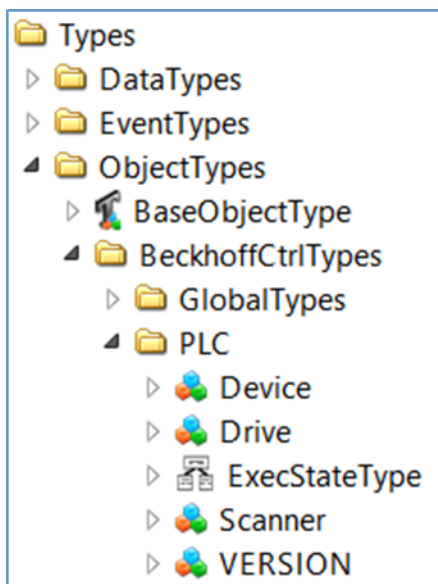 Types
DataTypes
EventTypes
ObjectTypes
BaseObjectType
BeckhoffCtrlTypes
GlobalTypes
PLC
Device
Drive
ExecStateType
Scanner
VERSION